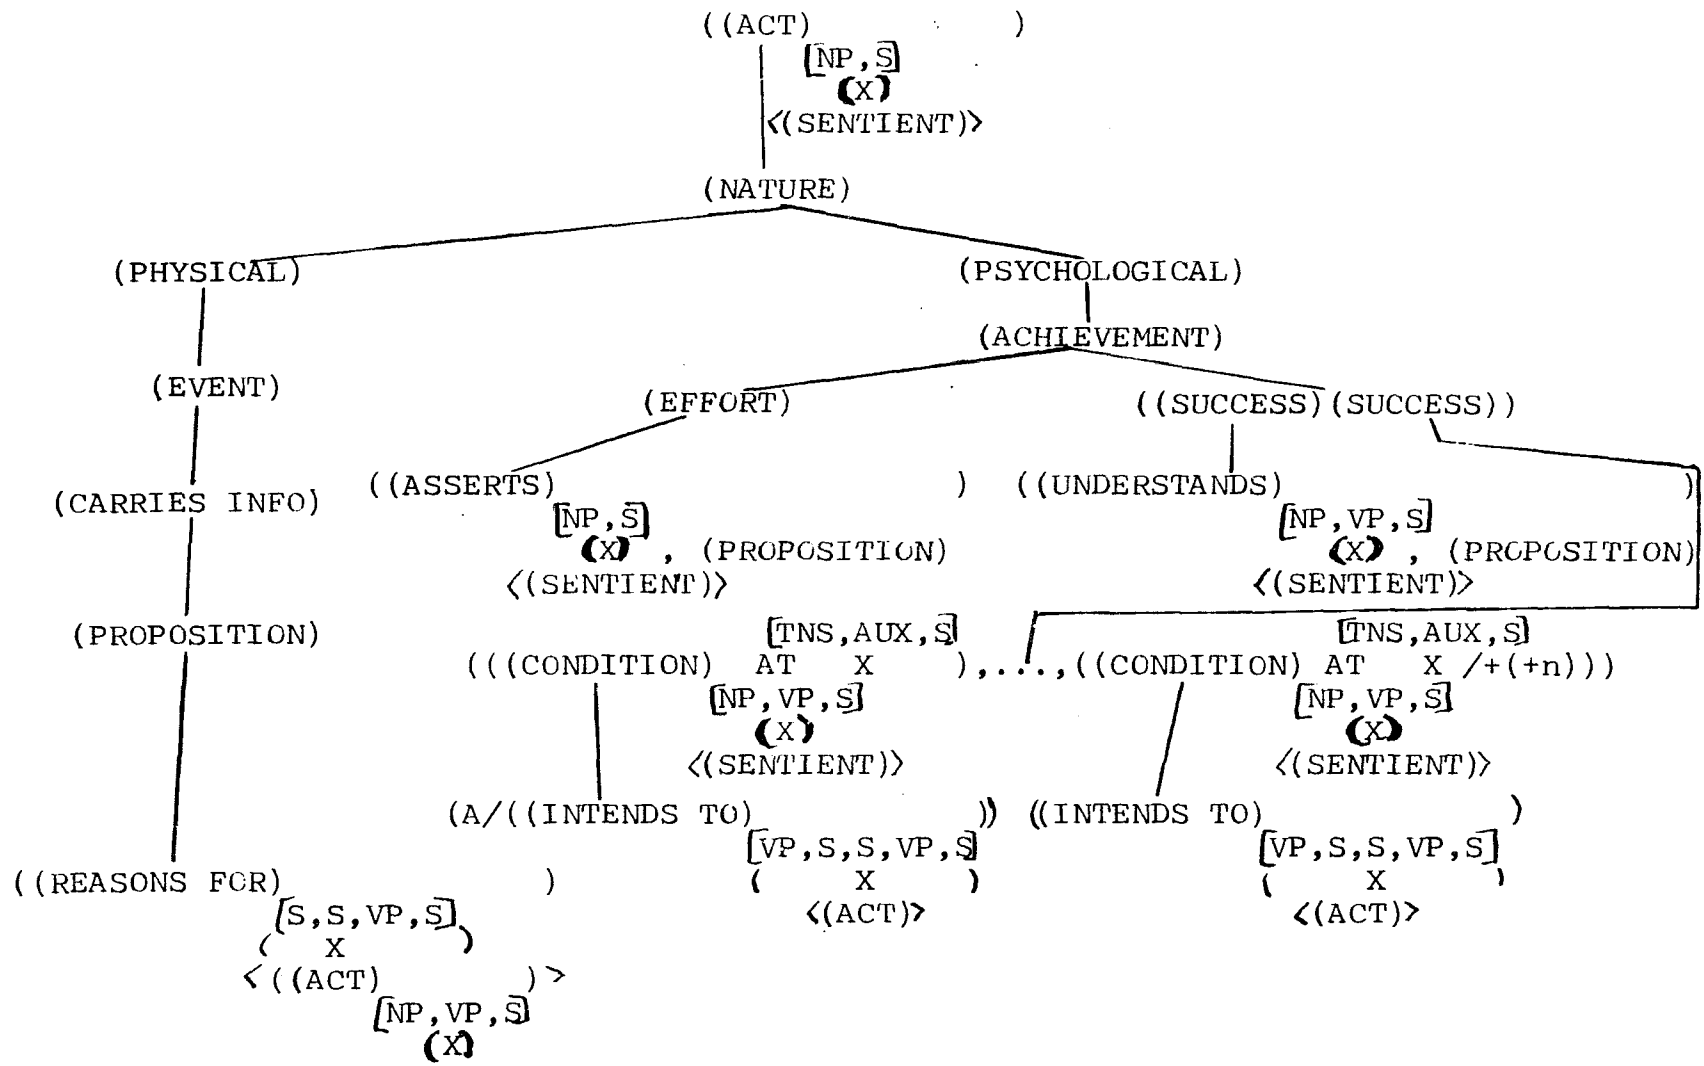 ((ACT) )
[NP,S]
(X)
<(SENTIENT)>
(NATURE)
(PHYSICAL) (PSYCHOLOGICAL)
(ACHIEVEMENT)
(EVENT) (EFFORT) ((SUCCESS)(SUCCESS))
(CARRIES INFO) ((ASSERTS) ) ((UNDERSTANDS) )
[NP,S] [NP,VP,S]
(X) , (PROPOSITION) (X) , (PROPOSITION)
<(SENTIENT)> <(SENTIENT)>
(PROPOSITION) [TNS,AUX,S] [TNS,AUX,S]
(((CONDITION) AT X ),...,((CONDITION) AT X /+(+n)))
[NP,VP,S] [NP,VP,S]
(X) (X)
<(SENTIENT)> <(SENTIENT)>
(A/((INTENDS TO) )) ((INTENDS TO) )
[VP,S,S,VP,S] [VP,S,S,VP,S]
((REASONS FOR) ) ( X ) ( X )
[S,S,VP,S] <(ACT)> <(ACT)>
( X )
<((ACT) )>
[NP,VP,S]
(X)